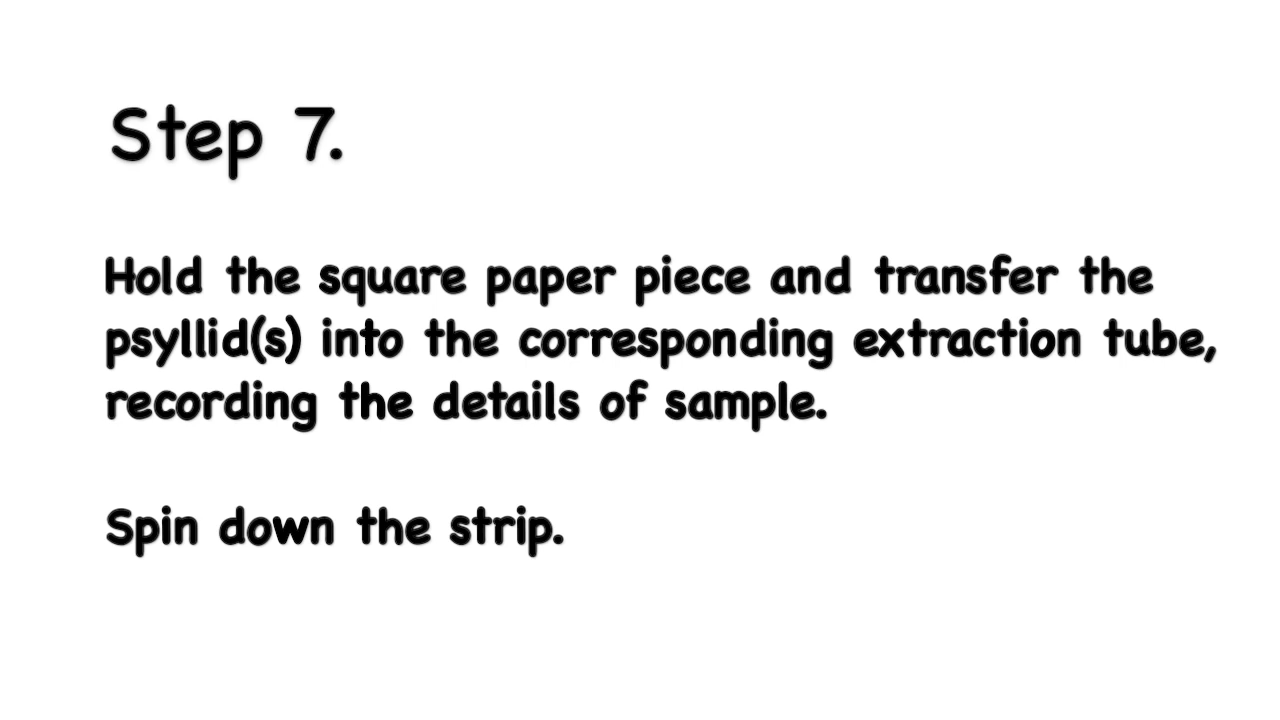 Step 7.
Hold the square paper piece and transfer the
psyllid(s) into the corresponding extraction tube,
recording the details of sample.
Spin down the strip.